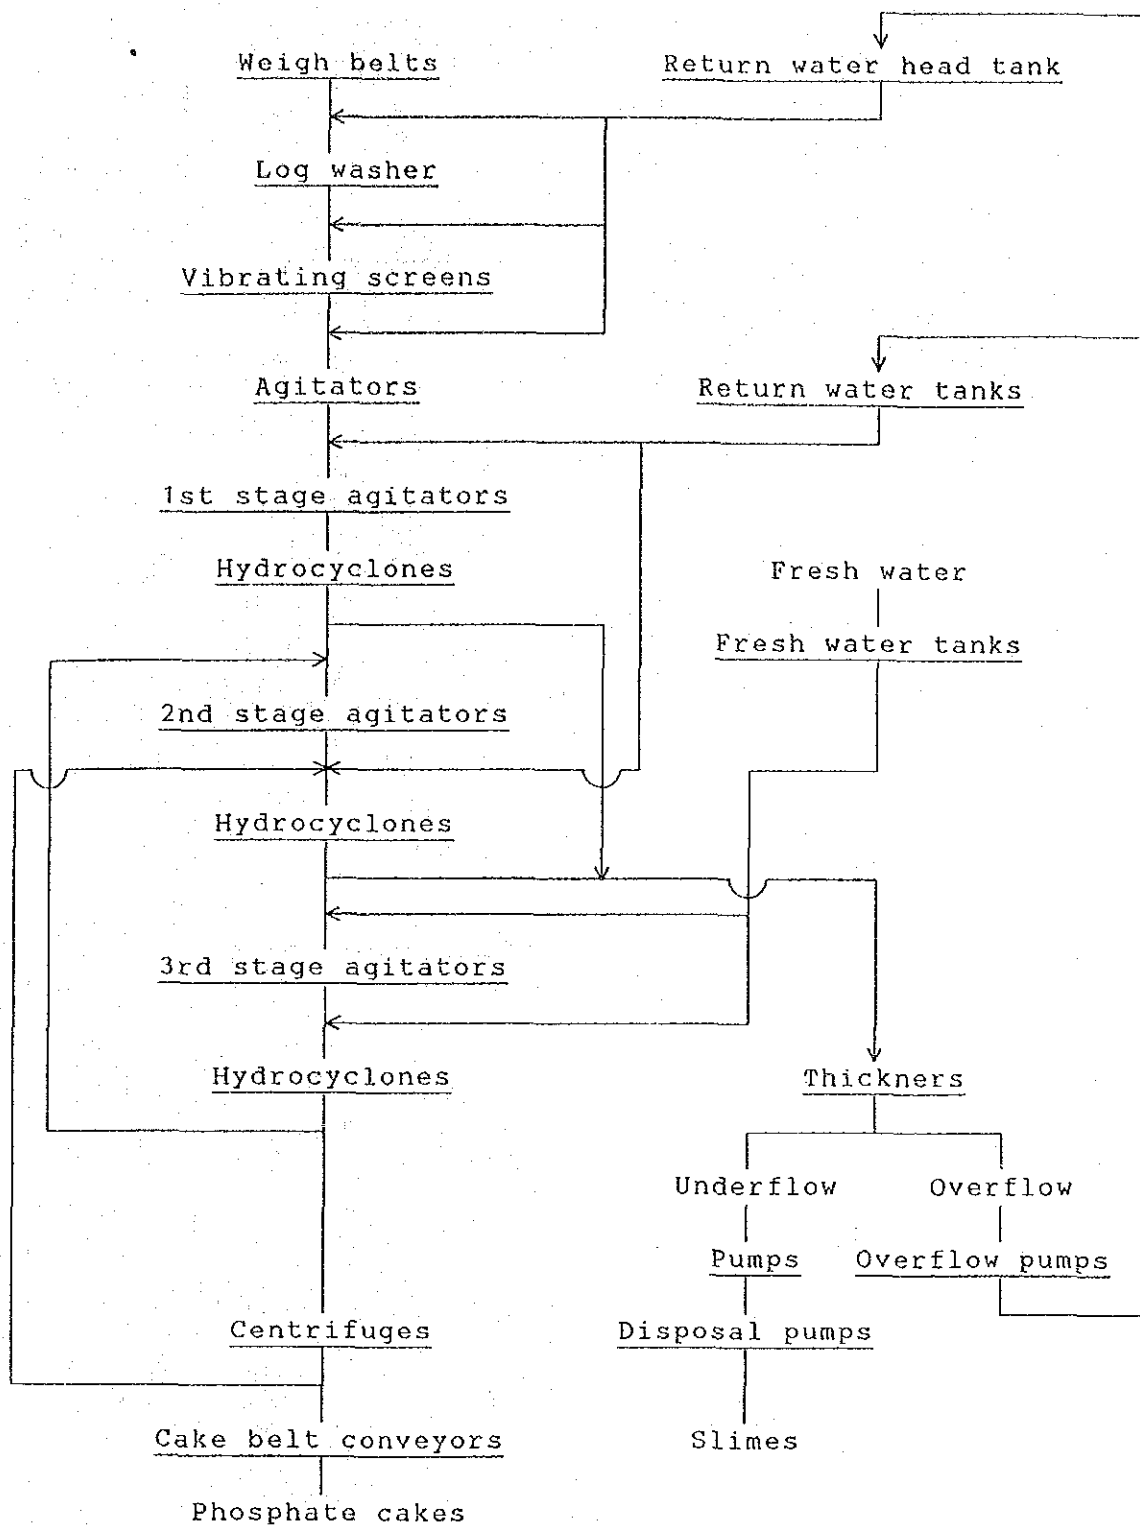 Weigh belts
Return water head tank
Log washer
Vibrating screens
Agitators
Return water tanks
1st stage agitators
Hydrocyclones
Fresh water
Fresh water tanks
2nd stage agitators
Hydrocyclones
3rd stage agitators
Hydrocyclones
Thickners
Underflow
Overflow
Pumps
Overflow pumps
Centrifuges
Disposal pumps
Cake belt conveyors
Slimes
Phosphate cakes